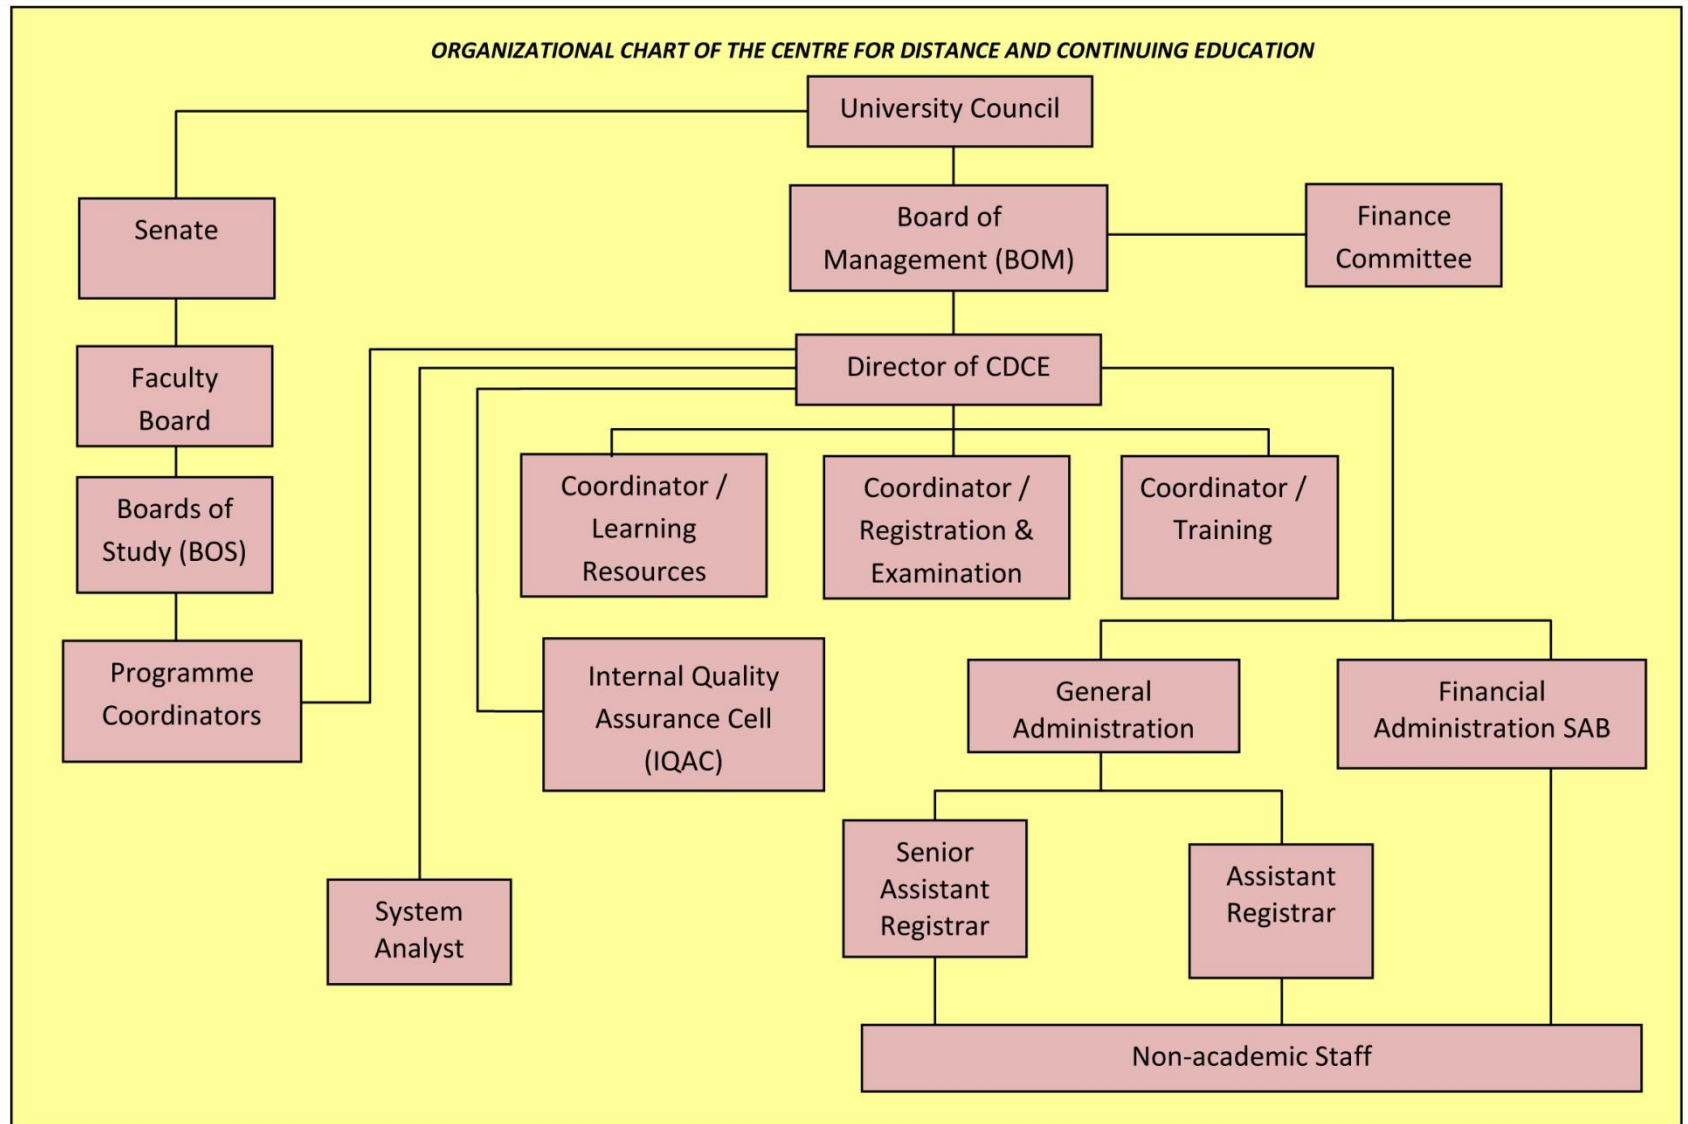 ORGANIZATIONAL CHART OF THE CENTRE FOR DISTANCE AND CONTINUING EDUCATION
University Council
Senate
Board of
Management (BOM)
Finance
Committee
Faculty
Board
Director of CDCE
Boards of
Study (BOS)
Coordinator /
Learning
Resources
Coordinator /
Registration &
Examination
Coordinator /
Training
Programme
Coordinators
Internal Quality
Assurance Cell
(IQAC)
General
Administration
Financial
Administration SAB
System
Analyst
Senior
Assistant
Registrar
Assistant
Registrar
Non-academic Staff